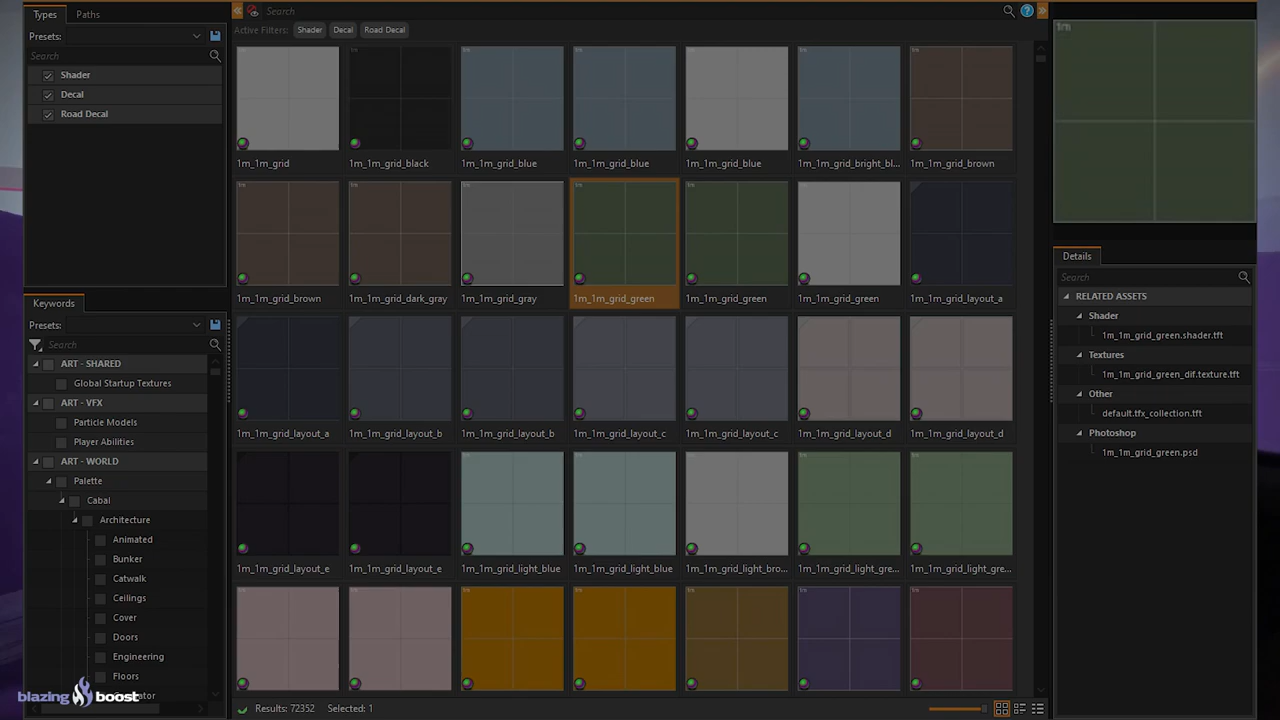 Types Paths
Presets:
Search
Shader
Decal
Road Decal
Keywords
Presets:
Search
ART - SHARED
Global Startup Textures
ART - VFX
Particle Models
Player Abilities
ART - WORLD
Palette
Cabal
Architecture
Animated
Bunker
Catwalk
Ceilings
Cover
Doors
Engineering
Floors
blazing boost
Search
Active Filters: Shader Decal Road Decal
1m_1m_grid 1m_1m_grid_black 1m_1m_grid_blue 1m_1m_grid_blue 1m_1m_grid_blue 1m_1m_grid_bright_bl... 1m_1m_grid_brown
1m_1m_grid_brown 1m_1m_grid_dark_gray 1m_1m_grid_gray 1m_1m_grid_green 1m_1m_grid_green 1m_1m_grid_green 1m_1m_grid_layout_a
1m_1m_grid_layout_a 1m_1m_grid_layout_b 1m_1m_grid_layout_b 1m_1m_grid_layout_c 1m_1m_grid_layout_c 1m_1m_grid_layout_d 1m_1m_grid_layout_d
1m_1m_grid_layout_e 1m_1m_grid_layout_e 1m_1m_grid_light_blue 1m_1m_grid_light_blue 1m_1m_grid_light_bro... 1m_1m_grid_light_gre... 1m_1m_grid_light_gre...
Results: 72352 Selected: 1
1m
Details
Search
RELATED ASSETS
Shader
1m_1m_grid_green.shader.tft
Textures
1m_1m_grid_green_dif.texture.tft
Other
default.tfx_collection.tft
Photoshop
1m_1m_grid_green.psd